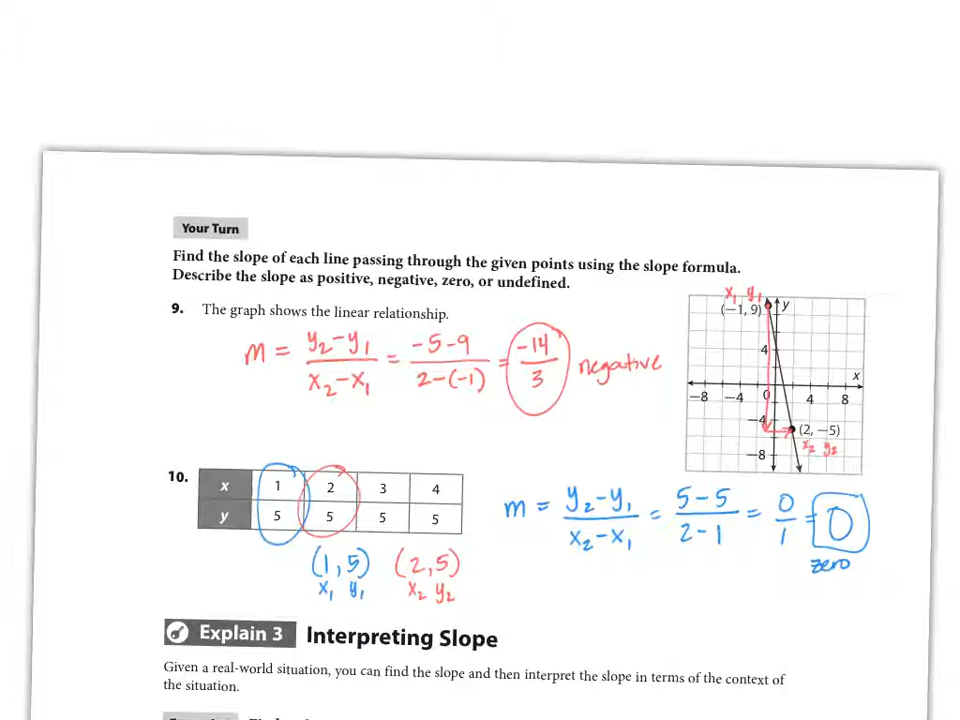 Your Turn
Find the slope of each line passing through the given points using the slope formula.
Describe the slope as positive, negative, zero, or undefined.
9. The graph shows the linear relationship.
m = y₂-y₁/x₂-x₁ = -5-9/2-(-1) = -14/3 negative
x₁ y₁
(−1, 9) y
4
x
−8 −4 0 4 8
−4
(2, −5)
x₂ y₂
−8
10.
x 1 2 3 4
y 5 5 5 5
(1,5) (2,5)
x₁ y₁ x₂ y₂
m = y₂-y₁/x₂-x₁ = 5-5/2-1 = 0/1 = 0
zero
Explain 3 Interpreting Slope
Given a real-world situation, you can find the slope and then interpret the slope in terms of the context of
the situation.